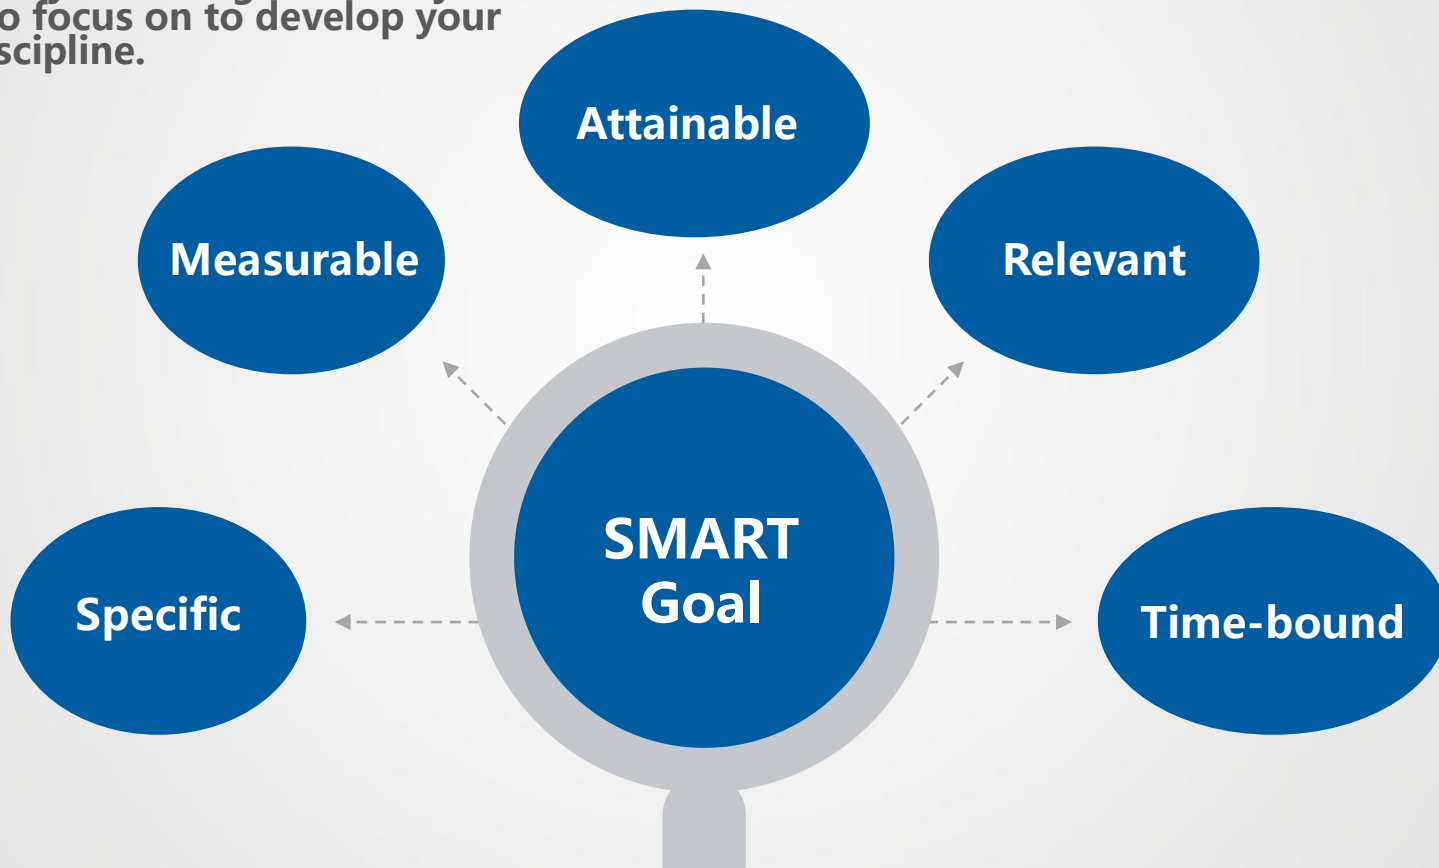 o focus on to develop your
scipline.
Attainable
Measurable
Relevant
SMART
Goal
Specific
Time-bound